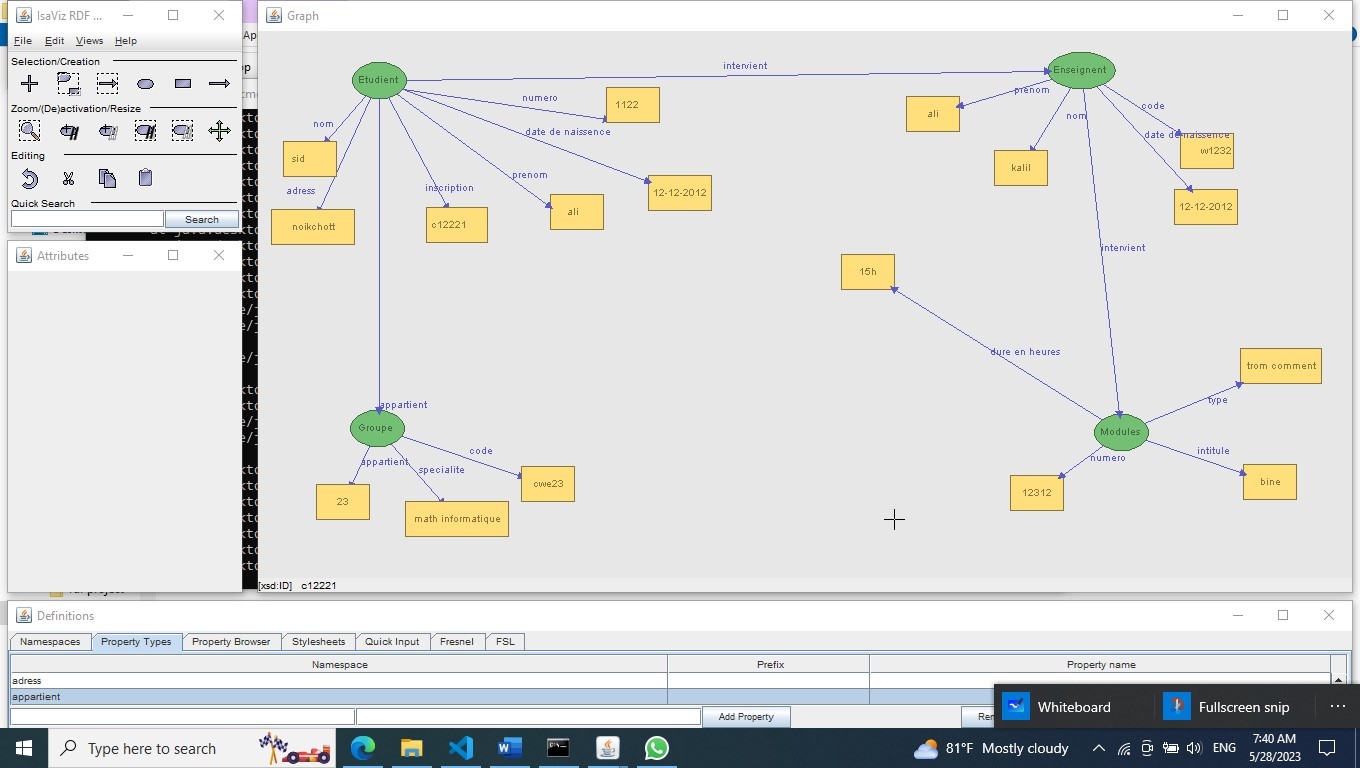 IsaViz RDF ...
File Edit Views Help
Selection/Creation
Zoom/(De)activation/Resize
Editing
Quick Search
Search
Attributes
Graph
Etudient
intervient
Enseignent
numero
1122
nom
date de naissence
sid
adress
inscription
prenom
noikchott
c12221
ali
12-12-2012
prenom
ali
nom
code
date de naissence
w1232
kalil
12-12-2012
intervient
15h
dure en heures
trom comment
type
appartient
Groupe
Modules
code
appartient
specialite
numero
intitule
23
math informatique
cwe23
12312
bine
[xsd:ID] c12221
Definitions
Namespaces Property Types Property Browser Stylesheets Quick Input Fresnel FSL
Namespace Prefix Property name
adress
appartient
Add Property
Whiteboard Fullscreen snip
Type here to search
81°F Mostly cloudy
ENG
7:40 AM
5/28/2023